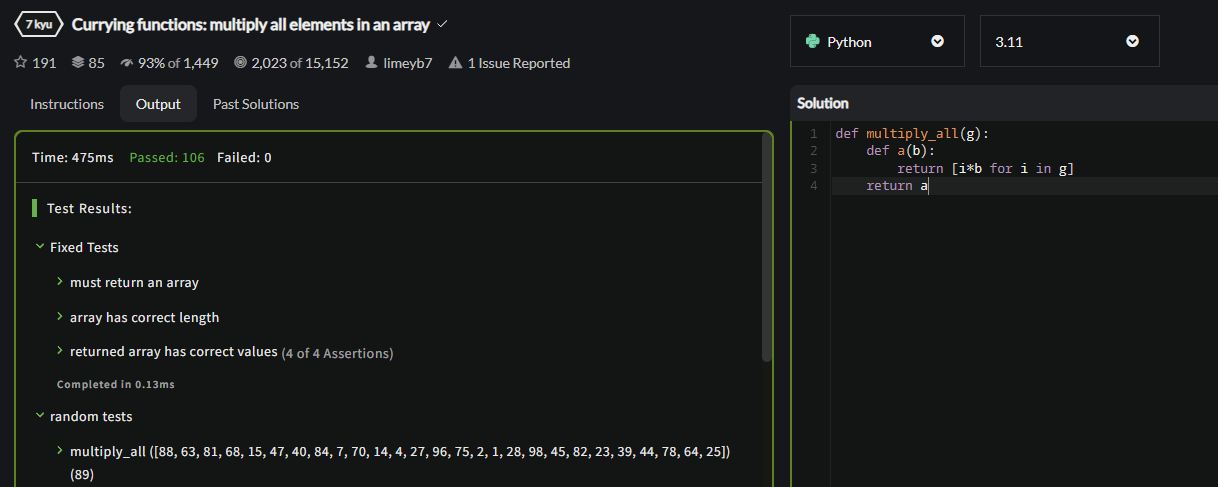 7 kyu Currying functions: multiply all elements in an array
191 85 93% of 1,449 2,023 of 15,152 limeyb7 1 Issue Reported
Python 3.11
Instructions Output Past Solutions
Time: 475ms Passed: 106 Failed: 0
Test Results:
Fixed Tests
must return an array
array has correct length
returned array has correct values (4 of 4 Assertions)
Completed in 0.13ms
random tests
multiply_all ([88, 63, 81, 68, 15, 47, 40, 84, 7, 70, 14, 4, 27, 96, 75, 2, 1, 28, 98, 45, 82, 23, 39, 44, 78, 64, 25])
(89)
Solution
1 def multiply_all(g):
2     def a(b):
3         return [i*b for i in g]
4     return a